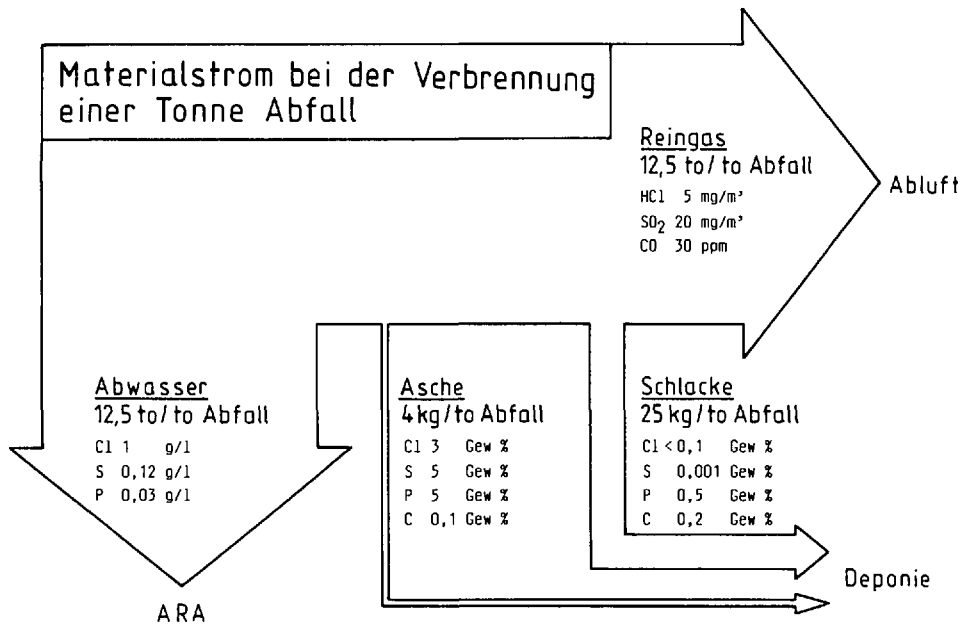 Materialstrom bei der Verbrennung
einer Tonne Abfall
Reingas
12,5 to/to Abfall
HCl 5 mg/m³
SO₂ 20 mg/m³
CO 30 ppm
Abluft
Abwasser
12,5 to/to Abfall
Cl 1 g/l
S 0,12 g/l
P 0,03 g/l
ARA
Asche
4 kg/to Abfall
Cl 3 Gew %
S 5 Gew %
P 5 Gew %
C 0,1 Gew %
Schlacke
25 kg/to Abfall
Cl < 0,1 Gew %
S 0,001 Gew %
P 0,5 Gew %
C 0,2 Gew %
Deponie